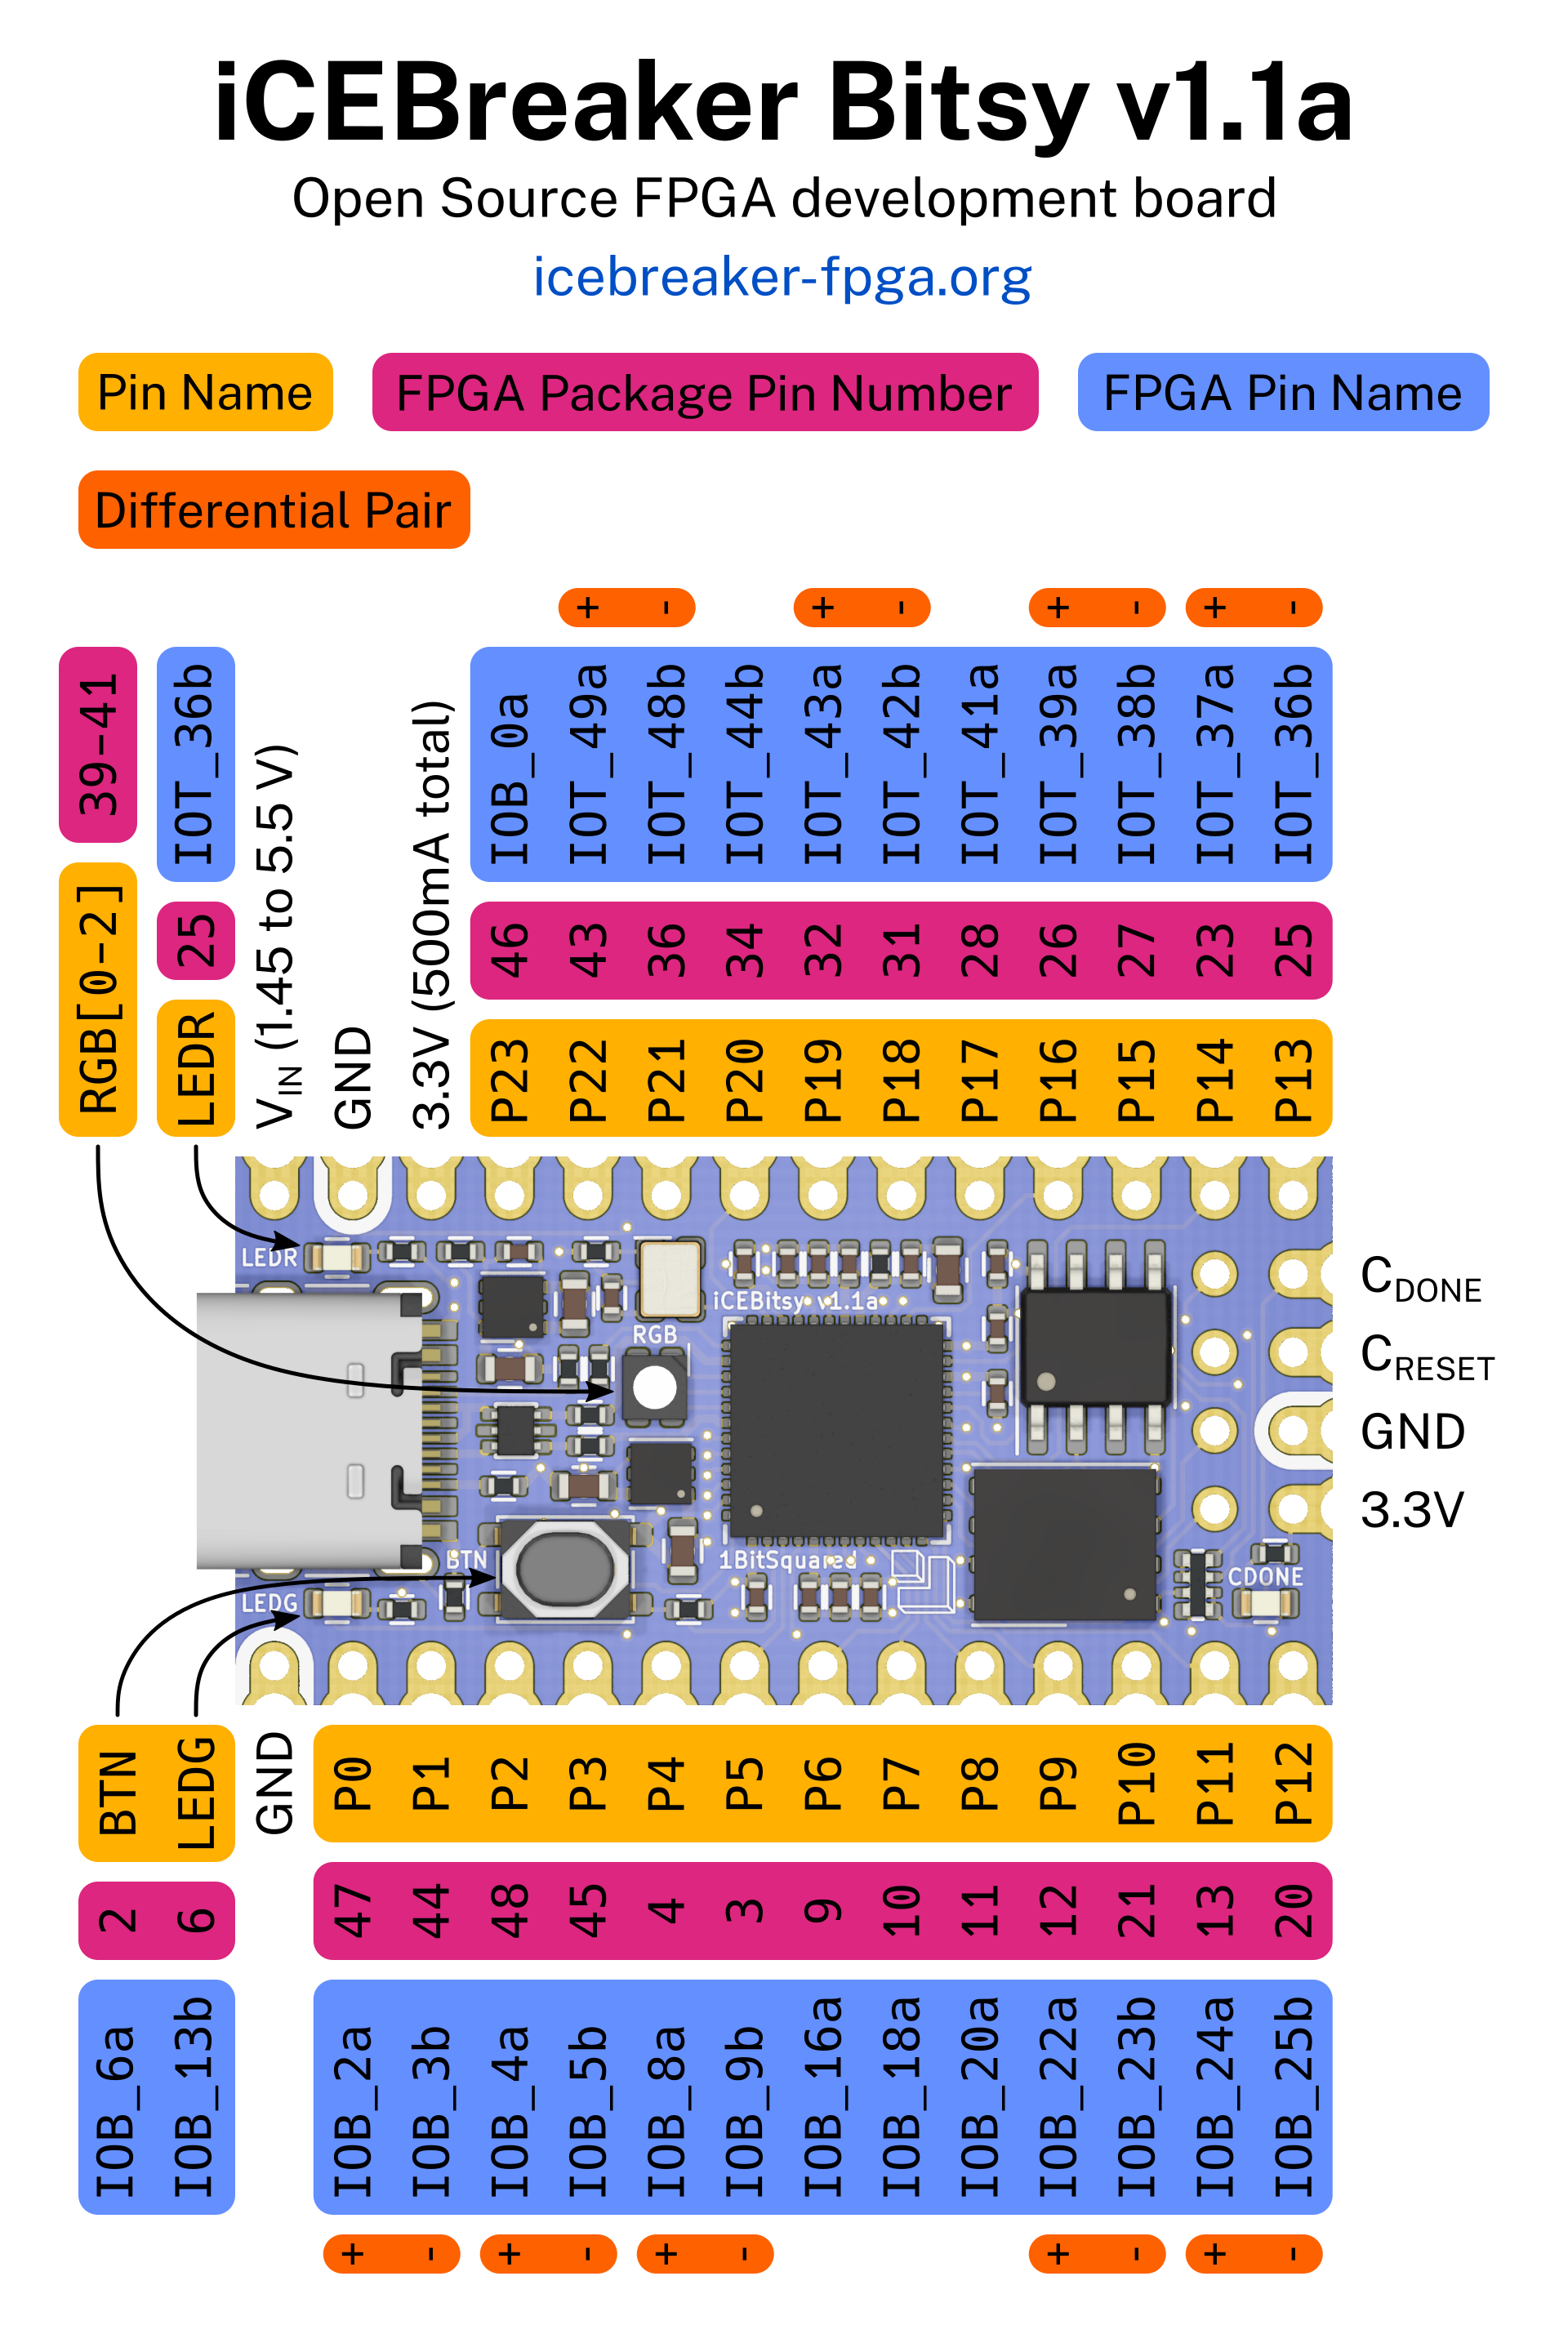 iCEBreaker Bitsy v1.1a
Open Source FPGA development board
icebreaker-fpga.org
Pin Name FPGA Package Pin Number FPGA Pin Name
Differential Pair
+ - + - + - + -
39-41 IOT_36b IOB_0a IOT_49a IOT_48b IOT_44b IOT_43a IOT_42b IOT_41a IOT_39a IOT_38b IOT_37a IOT_36b
RGB[0-2] 25 46 43 36 34 32 31 28 26 27 23 25
LEDR VIN (1.45 to 5.5 V) GND 3.3V (500mA total) P23 P22 P21 P20 P19 P18 P17 P16 P15 P14 P13
LEDR
iCEBitsy v1.1a
RGB
CDONE
CRESET
GND
3.3V
BTN
1BitSquared
CDONE
LEDG
BTN LEDG GND P0 P1 P2 P3 P4 P5 P6 P7 P8 P9 P10 P11 P12
2 6 47 44 48 45 4 3 9 10 11 12 21 13 20
IOB_6a IOB_13b IOB_2a IOB_3b IOB_4a IOB_5b IOB_8a IOB_9b IOB_16a IOB_18a IOB_20a IOB_22a IOB_23b IOB_24a IOB_25b
+ - + - + - + - + -